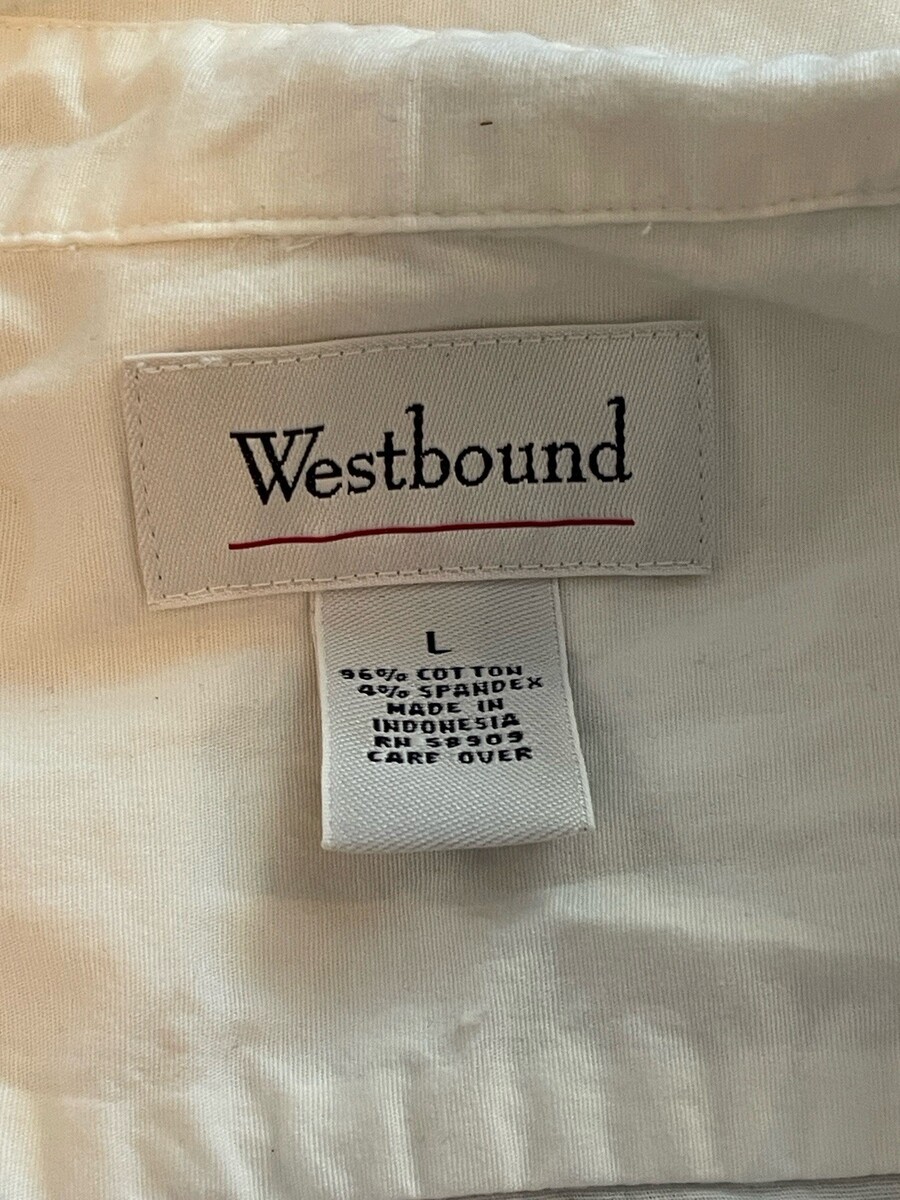 Westbound
L
96% COTTON
4% SPANDEX
MADE IN
INDONESIA
RN 58909
CARE OVER